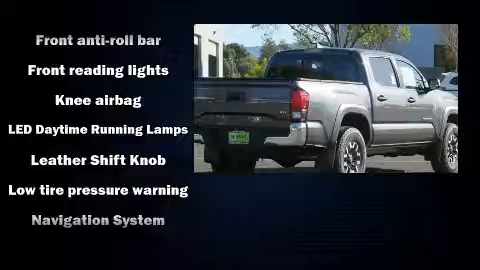 Front anti-roll bar
Front reading lights
Knee airbag
LED Daytime Running Lamps
Leather Shift Knob
Low tire pressure warning
Navigation System